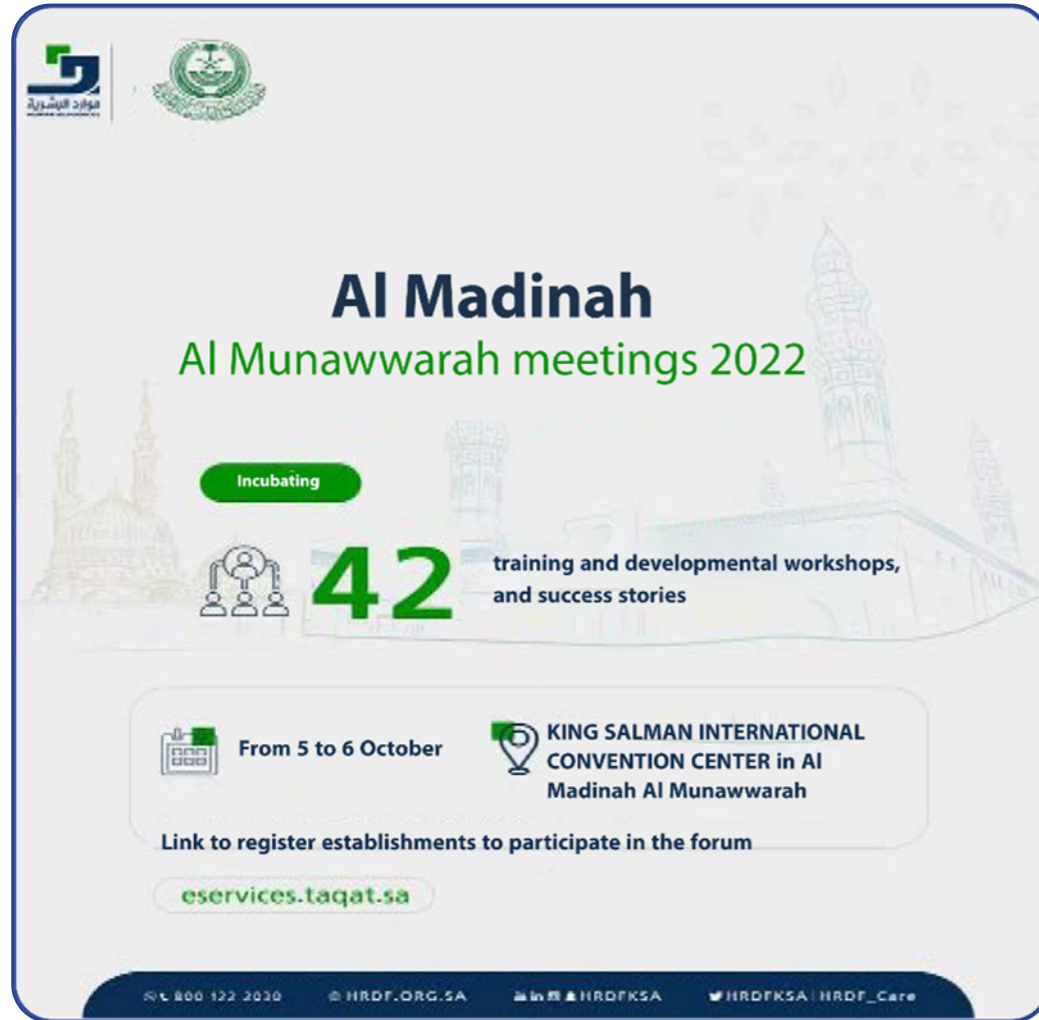 موارد البشرية
Al Madinah
Al Munawwarah meetings 2022
Incubating
42
training and developmental workshops,
and success stories
From 5 to 6 October
KING SALMAN INTERNATIONAL
CONVENTION CENTER in Al
Madinah Al Munawwarah
Link to register establishments to participate in the forum
eservices.taqat.sa
800 122 2030
HRDF.ORG.SA
in HRDFKSA
HRDFKSA | HRDF_Care